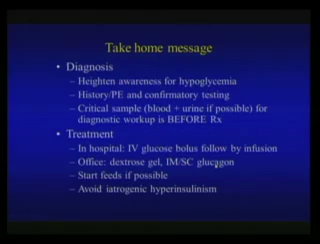 Take home message
• Diagnosis
– Heighten awareness for hypoglycemia
– History/PE and confirmatory testing
– Critical sample (blood + urine if possible) for
diagnostic workup is BEFORE Rx
• Treatment
– In hospital: IV glucose bolus follow by infusion
– Office: dextrose gel, IM/SC glucagon
– Start feeds if possible
– Avoid iatrogenic hyperinsulinism